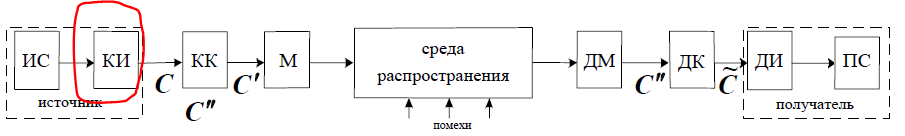 ИС
КИ
источник
C
КК
C″
C′
М
среда
распространения
помехи
ДМ
C″
ДК
C̃
ДИ
ПС
получатель